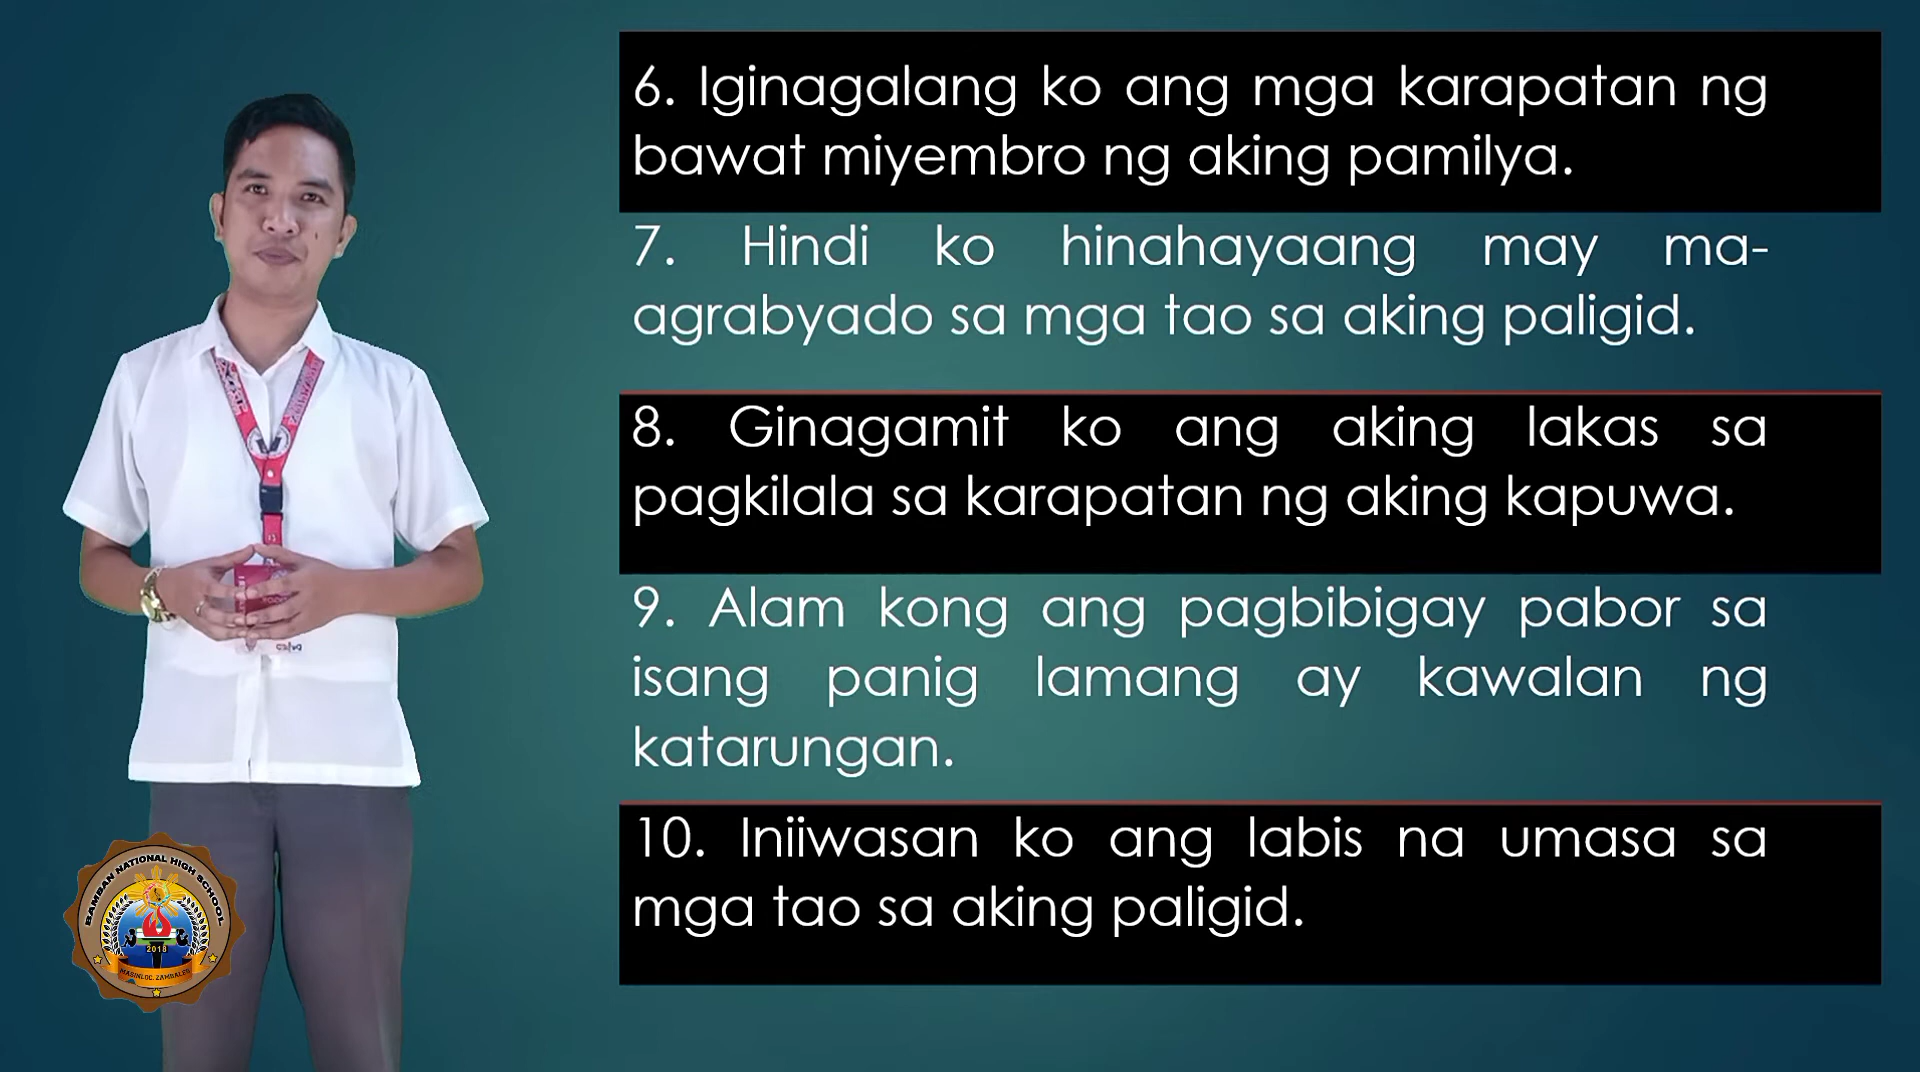 6. Iginagalang ko ang mga karapatan ng
bawat miyembro ng aking pamilya.
7. Hindi ko hinahayaang may ma-
agrabyado sa mga tao sa aking paligid.
8. Ginagamit ko ang aking lakas sa
pagkilala sa karapatan ng aking kapuwa.
9. Alam kong ang pagbibigay pabor sa
isang panig lamang ay kawalan ng
katarungan.
10. Iniiwasan ko ang labis na umasa sa
mga tao sa aking paligid.
BAMBAN NATIONAL HIGH SCHOOL
2018
MASINLOC, ZAMBALES